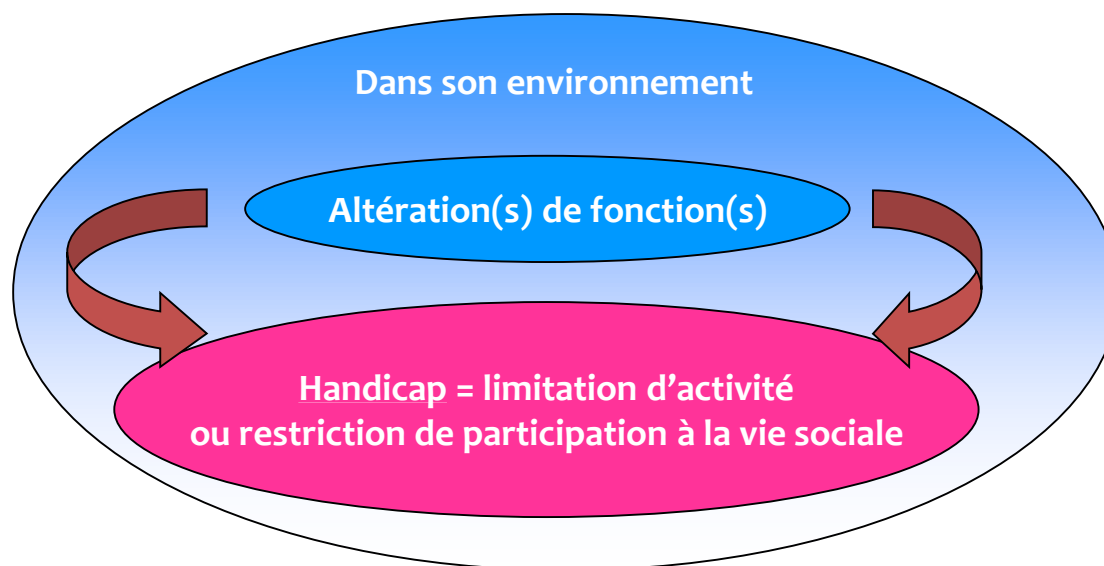 Dans son environnement
Altération(s) de fonction(s)
Handicap = limitation d’activité
ou restriction de participation à la vie sociale